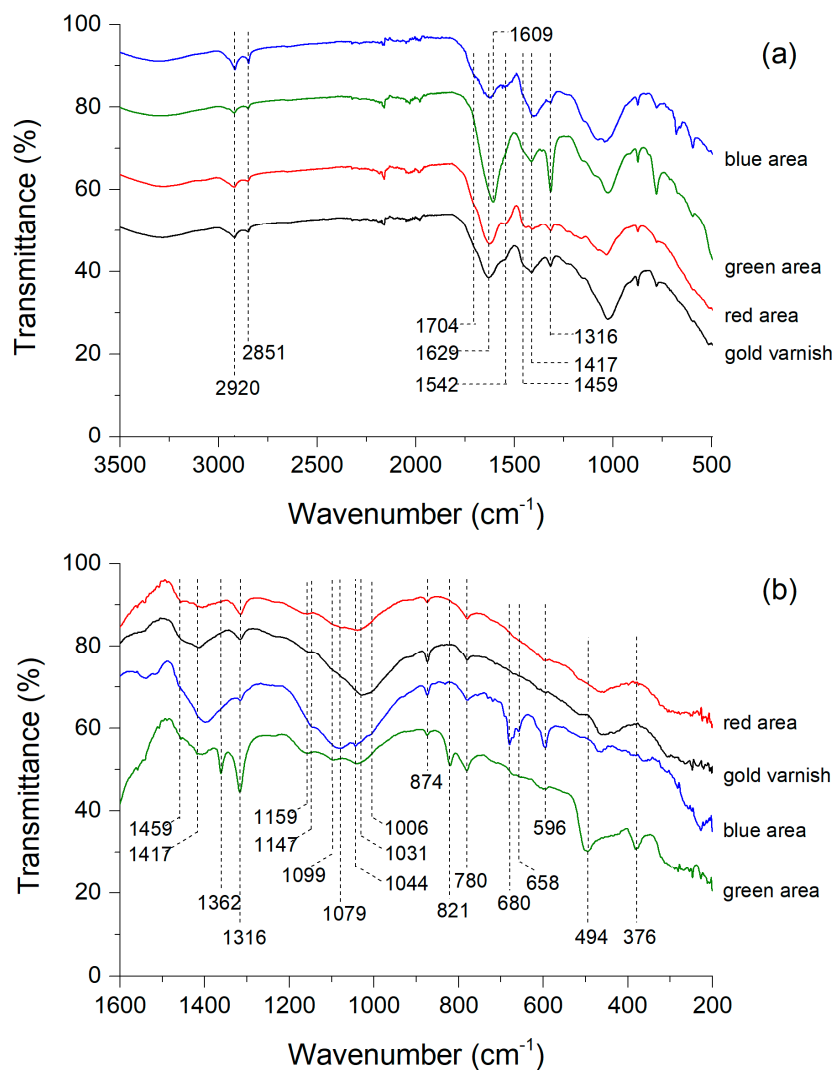 100
80
60
40
20
0
Transmittance (%)
1609
(a)
blue area
green area
red area
gold varnish
1704
1316
1629
1417
1542
1459
2851
2920
3500 3000 2500 2000 1500 1000 500
Wavenumber (cm-1)
100
80
60
40
20
0
Transmittance (%)
(b)
red area
gold varnish
blue area
green area
874
1459
1159
1006
596
1417
1147
1031
1099
1044
780
658
1362
1079
821
680
1316
494
376
1600 1400 1200 1000 800 600 400 200
Wavenumber (cm-1)